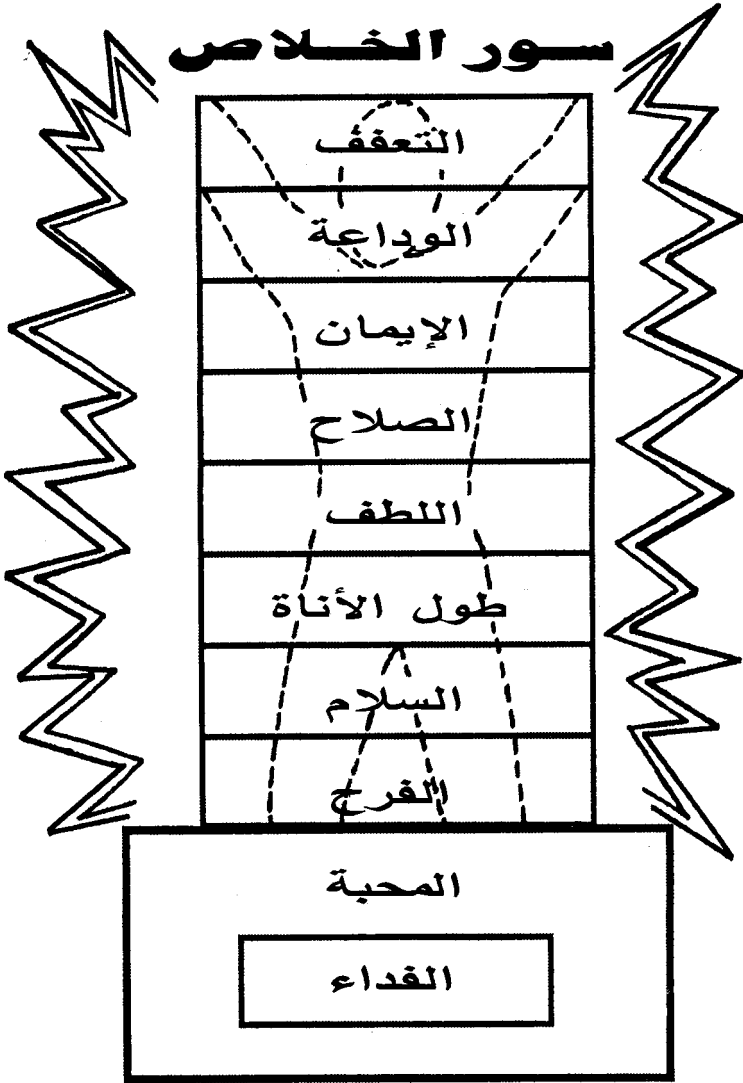 سور الخلاص
التعفف
الوداعة
الإيمان
الصلاح
اللطف
طول الأناة
السلام
الفرح
المحبة
الفداء